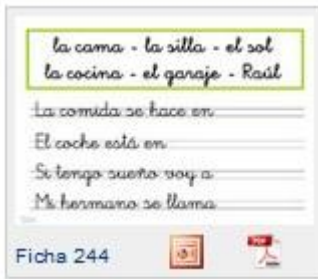 la cama - la silla - el sol
la cocina - el garaje - Raúl
La comida se hace en
El coche está en
Si tengo sueño voy a
Mi hermano se llama
Ficha 244
PDF